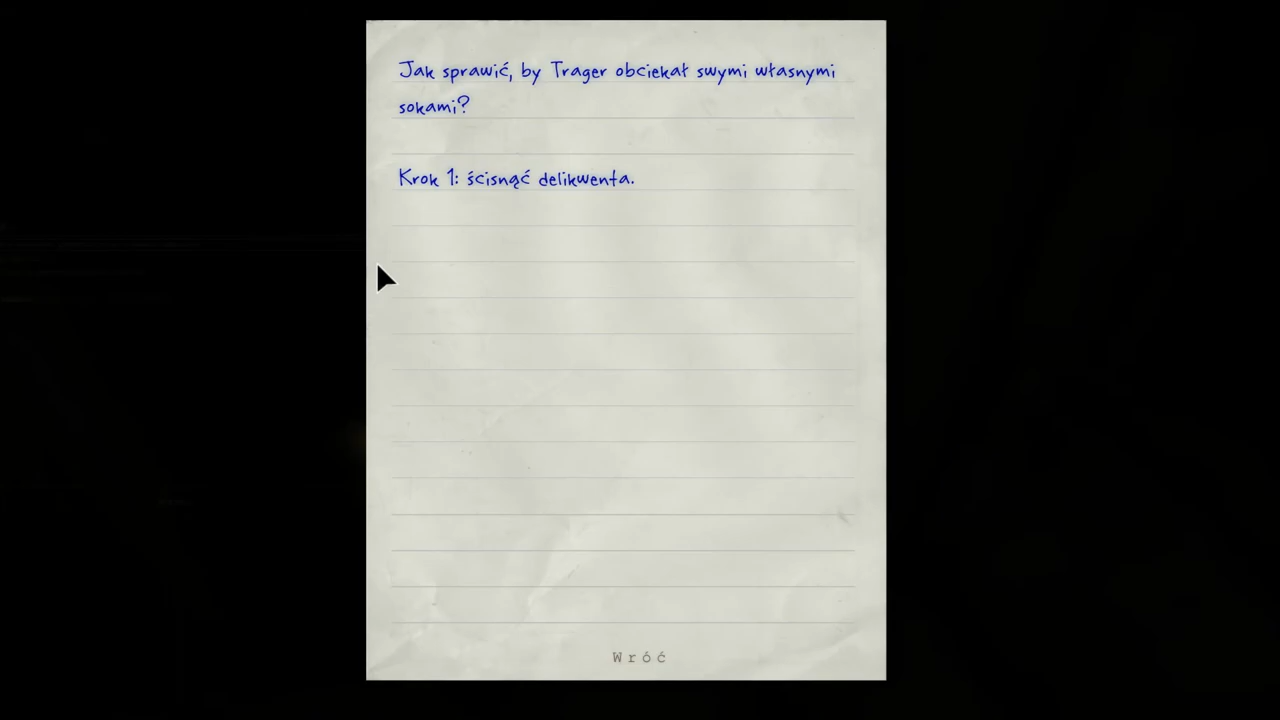 Jak sprawić, by Trager obciekał swymi własnymi
sokami?
Krok 1: ścisnąć delikwenta.
Wróć